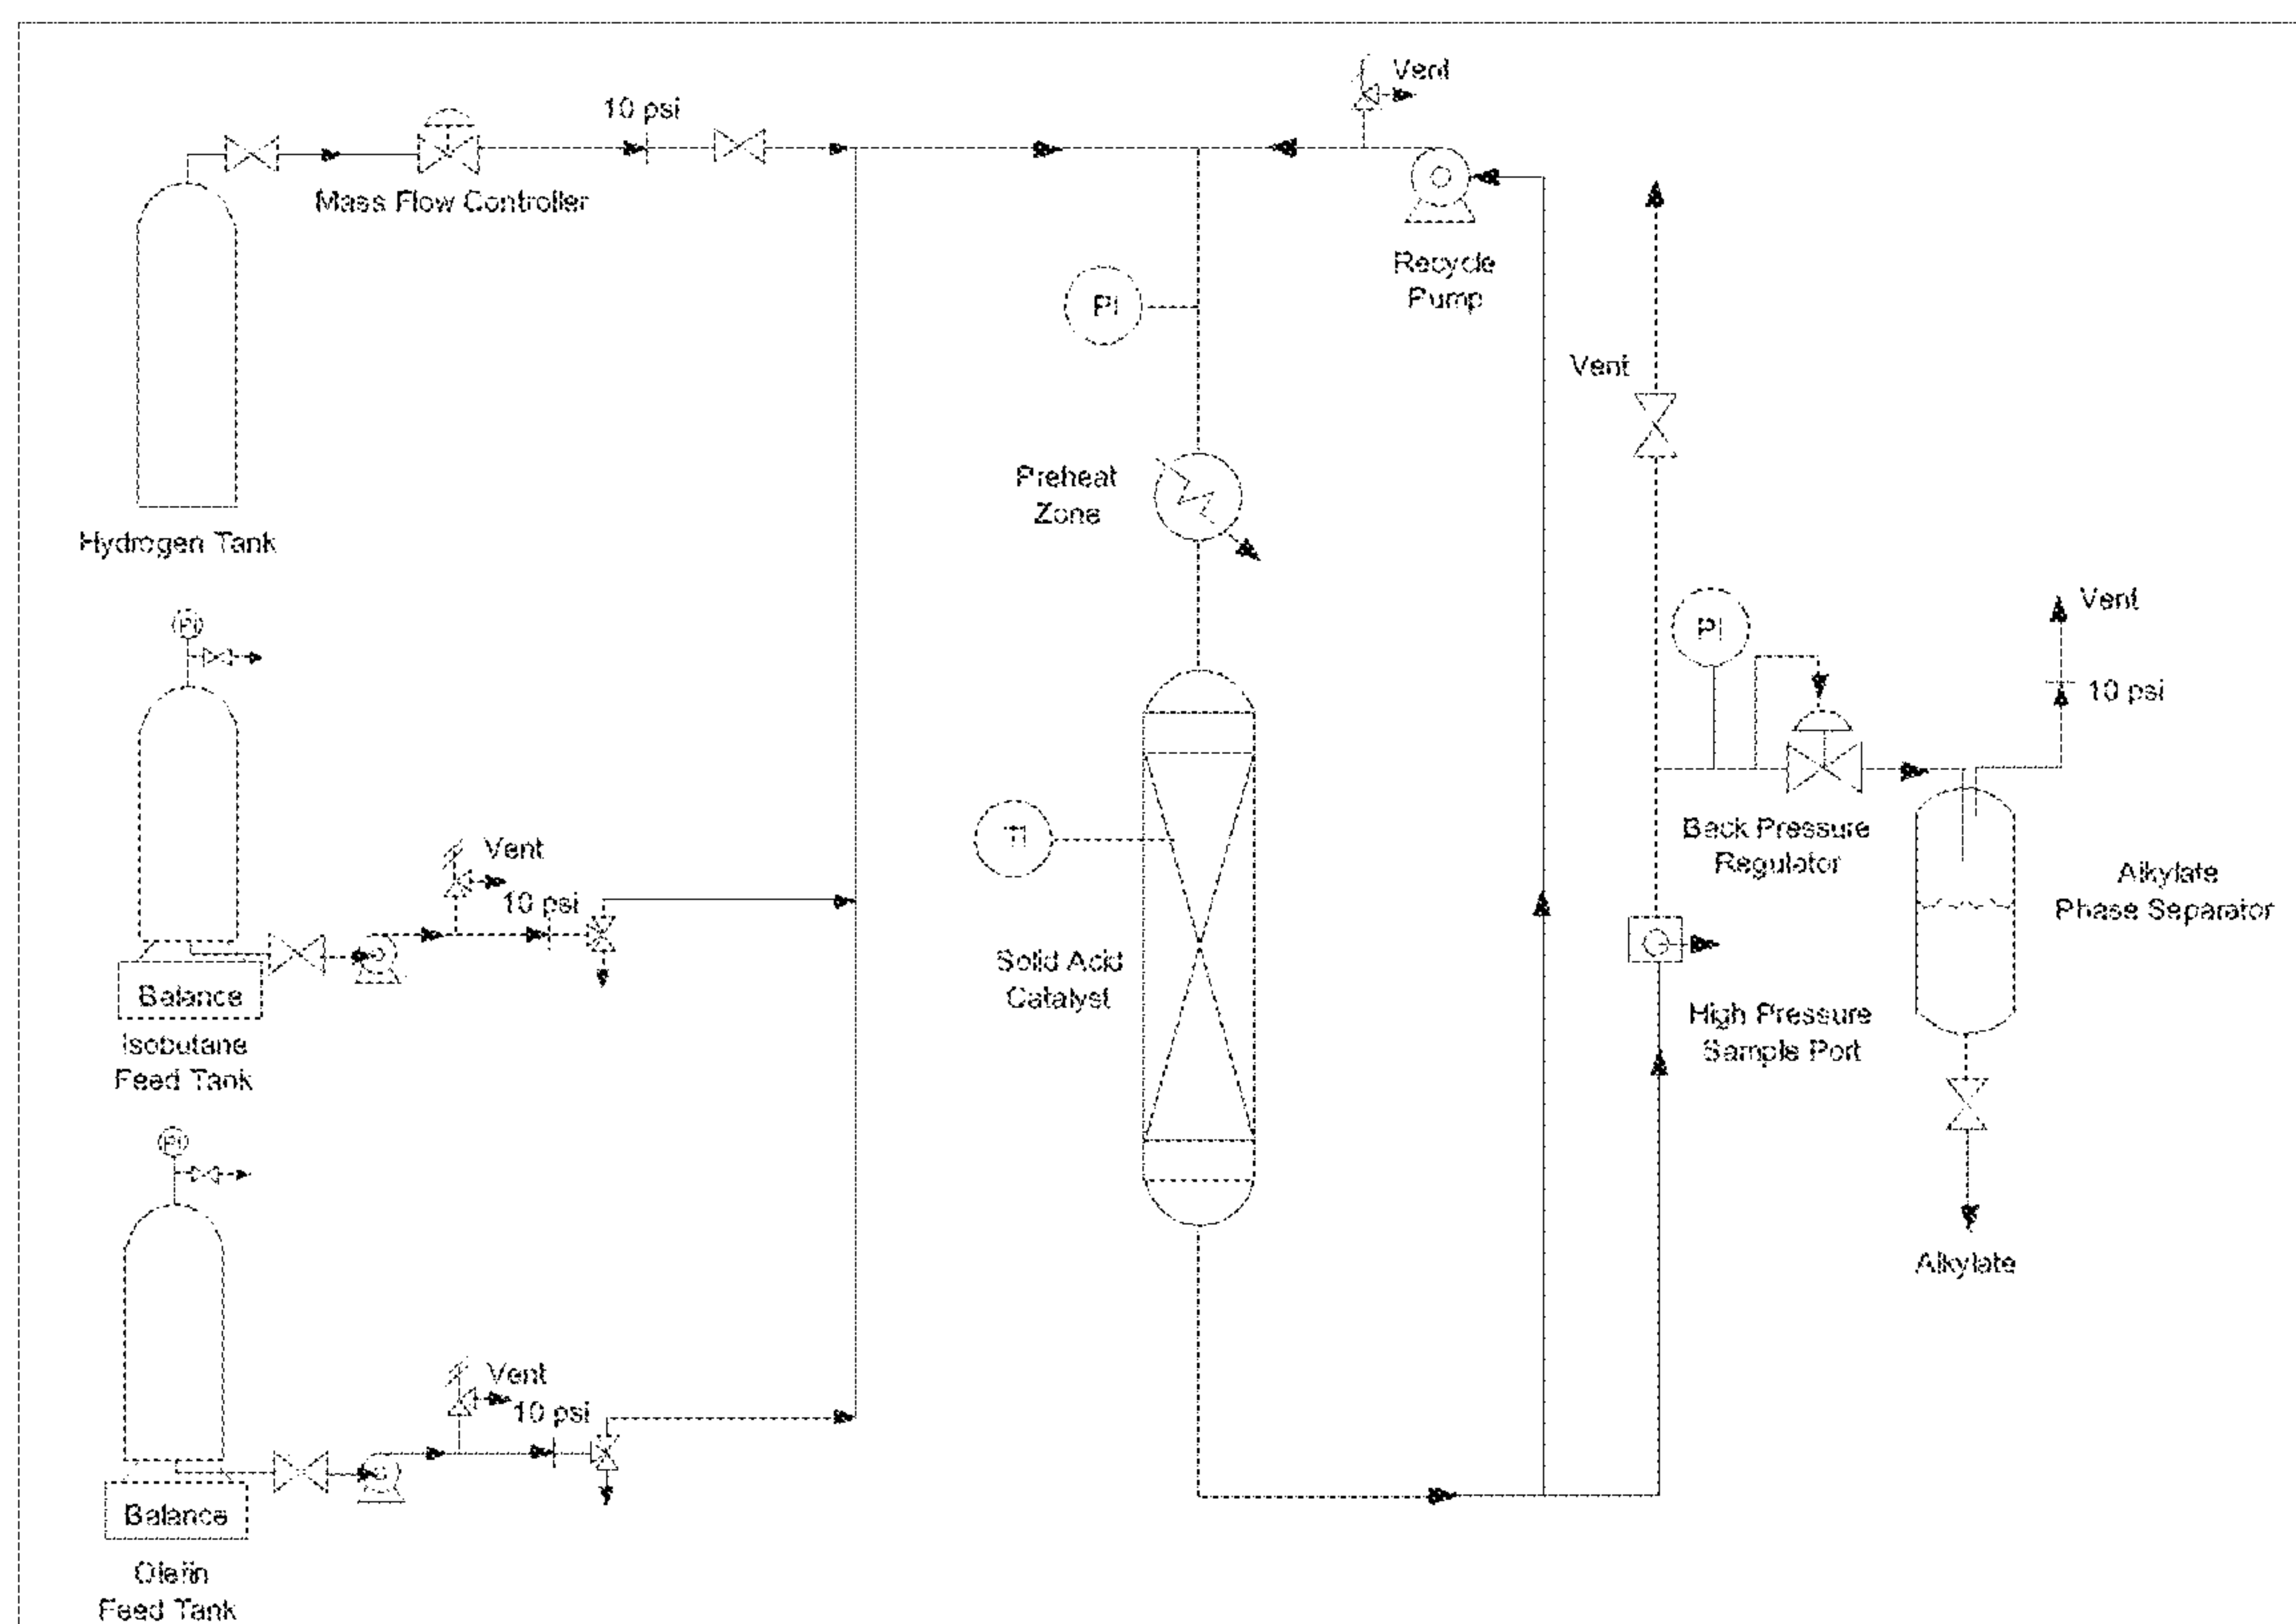 Vent
10 psi
Mass Flow Controller
Recycle
Pump
PI
Vent
Preheat
Zone
Hydrogen Tank
PI
Vent
PI
10 psi
TI
Back Pressure
Regulator
Vent
10 psi
Alkylate
Phase Separator
Solid Acid
Catalyst
Balance
High Pressure
Sample Port
Isobutane
Feed Tank
PI
Alkylate
Vent
10 psi
Balance
Olefin
Feed Tank